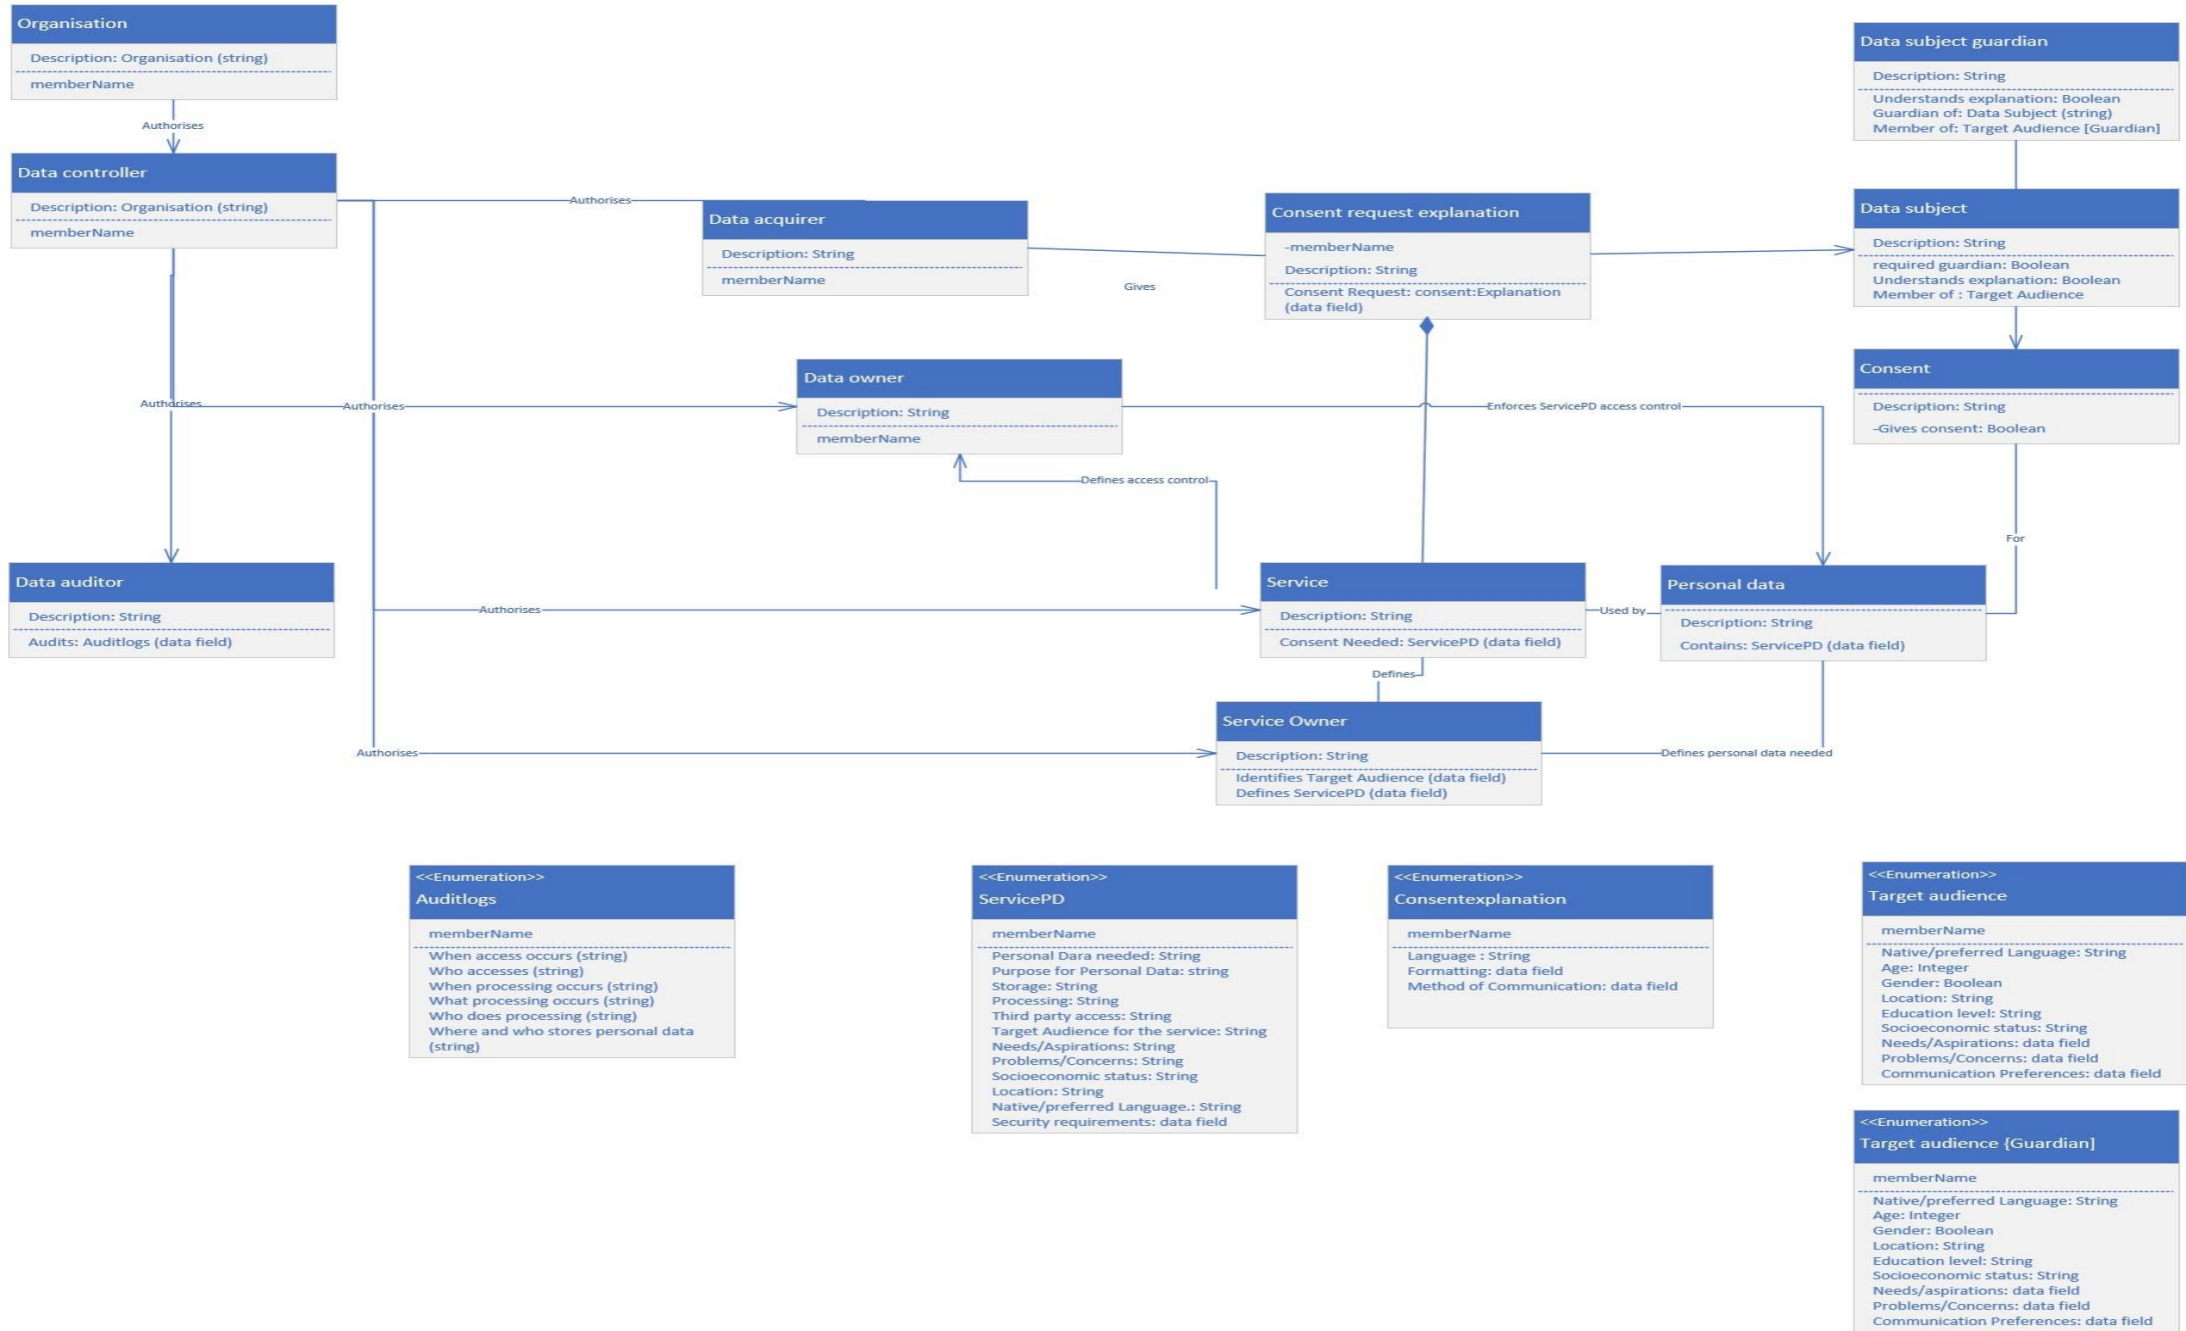 Organisation
Description: Organisation (string)
memberName
Authorises
Data controller
Description: Organisation (string)
memberName
Authorises
Data acquirer
Description: String
memberName
Gives
Consent request explanation
-memberName
Description: String
Consent Request: consent:Explanation
(data field)
Data subject guardian
Description: String
Understands explanation: Boolean
Guardian of: Data Subject (string)
Member of: Target Audience [Guardian]
Data subject
Description: String
required guardian: Boolean
Understands explanation: Boolean
Member of : Target Audience
Consent
Description: String
-Gives consent: Boolean
For
Data owner
Description: String
memberName
Authorises
Authorises
Enforces ServicePD access control
Defines access control
Data auditor
Description: String
Audits: Auditlogs (data field)
Authorises
Service
Description: String
Consent Needed: ServicePD (data field)
Used by
Personal data
Description: String
Contains: ServicePD (data field)
Defines
Service Owner
Description: String
Identifies Target Audience (data field)
Defines ServicePD (data field)
Authorises
Defines personal data needed
<<Enumeration>>
Auditlogs
memberName
When access occurs (string)
Who accesses (string)
When processing occurs (string)
What processing occurs (string)
Who does processing (string)
Where and who stores personal data
(string)
<<Enumeration>>
ServicePD
memberName
Personal Dara needed: String
Purpose for Personal Data: string
Storage: String
Processing: String
Third party access: String
Target Audience for the service: String
Needs/Aspirations: String
Problems/Concerns: String
Socioeconomic status: String
Location: String
Native/preferred Language.: String
Security requirements: data field
<<Enumeration>>
Consentexplanation
memberName
Language : String
Formatting: data field
Method of Communication: data field
<<Enumeration>>
Target audience
memberName
Native/preferred Language: String
Age: Integer
Gender: Boolean
Location: String
Education level: String
Socioeconomic status: String
Needs/Aspirations: data field
Problems/Concerns: data field
Communication Preferences: data field
<<Enumeration>>
Target audience {Guardian]
memberName
Native/preferred Language: String
Age: Integer
Gender: Boolean
Location: String
Education level: String
Socioeconomic status: String
Needs/aspirations: data field
Problems/Concerns: data field
Communication Preferences: data field